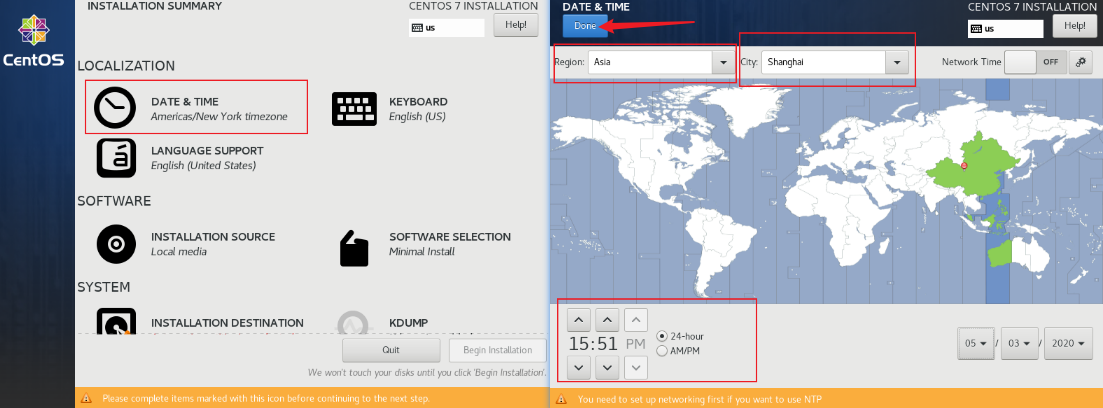 INSTALLATION SUMMARY
CENTOS 7 INSTALLATION
us
Help!
CentOS
LOCALIZATION
DATE & TIME
Americas/New York timezone
KEYBOARD
English (US)
LANGUAGE SUPPORT
English (United States)
SOFTWARE
INSTALLATION SOURCE
Local media
SOFTWARE SELECTION
Minimal Install
SYSTEM
INSTALLATION DESTINATION
KDUMP
Quit
Begin Installation
We won't touch your disks until you click 'Begin Installation'.
Please complete items marked with this icon before continuing to the next step.
DATE & TIME
CENTOS 7 INSTALLATION
Done
us
Help!
Region: Asia
City: Shanghai
Network Time OFF
15:51 PM
24-hour
AM/PM
05 / 03 / 2020
You need to set up networking first if you want to use NTP